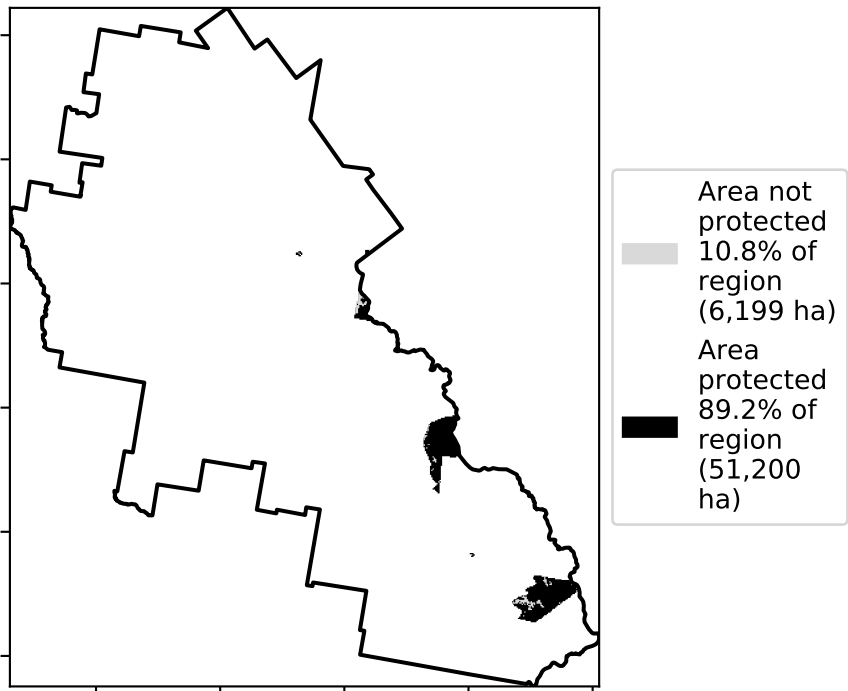 Area not
protected
10.8% of
region
(6,199 ha)
Area
protected
89.2% of
region
(51,200
ha)